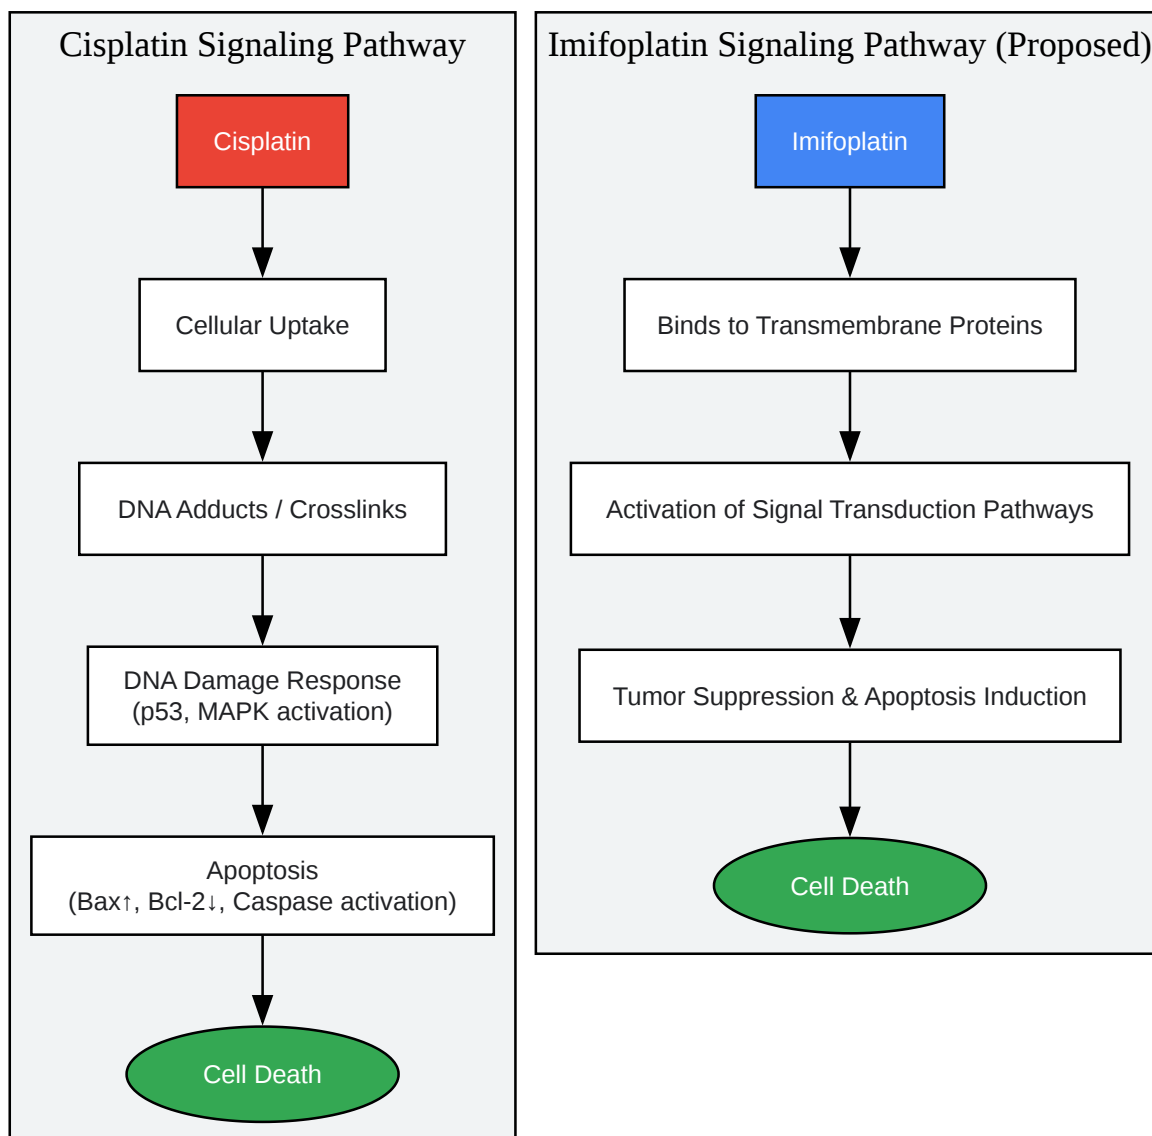 Cisplatin Signaling Pathway
Cisplatin
Cellular Uptake
DNA Adducts / Crosslinks
DNA Damage Response
(p53, MAPK activation)
Apoptosis
(Bax↑, Bcl-2↓, Caspase activation)
Cell Death
Imifoplatin Signaling Pathway (Proposed)
Imifoplatin
Binds to Transmembrane Proteins
Activation of Signal Transduction Pathways
Tumor Suppression & Apoptosis Induction
Cell Death